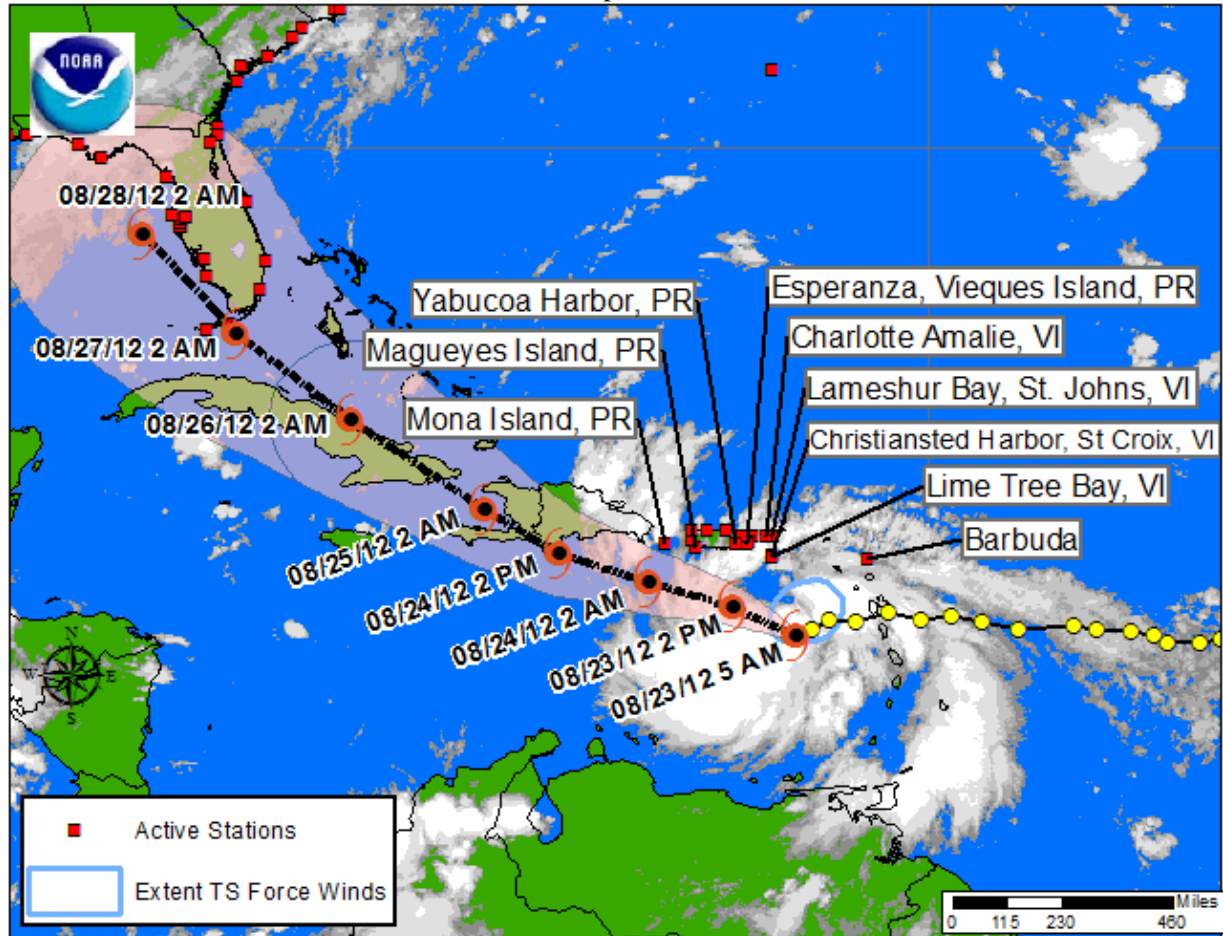 NOAA
08/28/12 2 AM
Yabucoa Harbor, PR
Esperanza, Vieques Island, PR
Magueyes Island, PR
Charlotte Amalie, VI
08/27/12 2 AM
Lameshur Bay, St. Johns, VI
Mona Island, PR
08/26/12 2 AM
Christiansted Harbor, St Croix, VI
Lime Tree Bay, VI
Barbuda
08/25/12 2 AM
08/24/12 2 PM
08/24/12 2 AM
08/23/12 2 PM
08/23/12 5 AM
N
W
E
S
Active Stations
Extent TS Force Winds
Miles
0 115 230 460